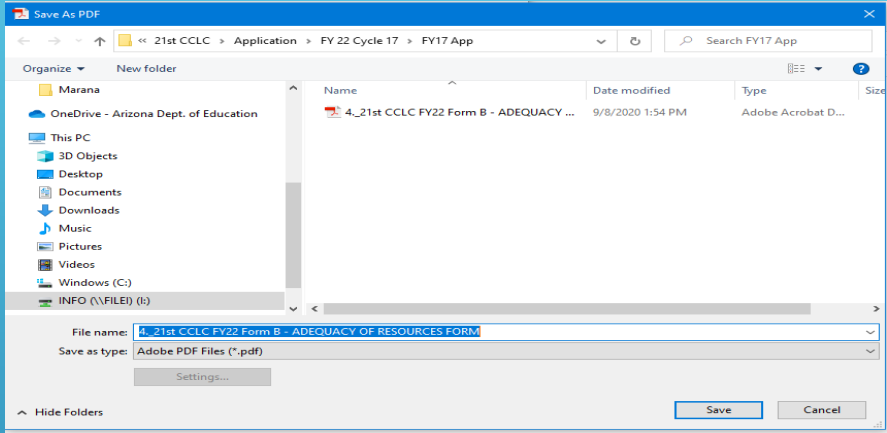 Save As PDF
« 21st CCLC > Application > FY 22 Cycle 17 > FY17 App
Search FY17 App
Organize
New folder
Marana
OneDrive - Arizona Dept. of Education
This PC
3D Objects
Desktop
Documents
Downloads
Music
Pictures
Videos
Windows (C:)
INFO (\\FILEI) (I:)
Name Date modified Type Size
4._21st CCLC FY22 Form B - ADEQUACY ... 9/8/2020 1:54 PM Adobe Acrobat D...
File name: 4._21st CCLC FY22 Form B - ADEQUACY OF RESOURCES FORM
Save as type: Adobe PDF Files (*.pdf)
Settings...
Hide Folders
Save
Cancel